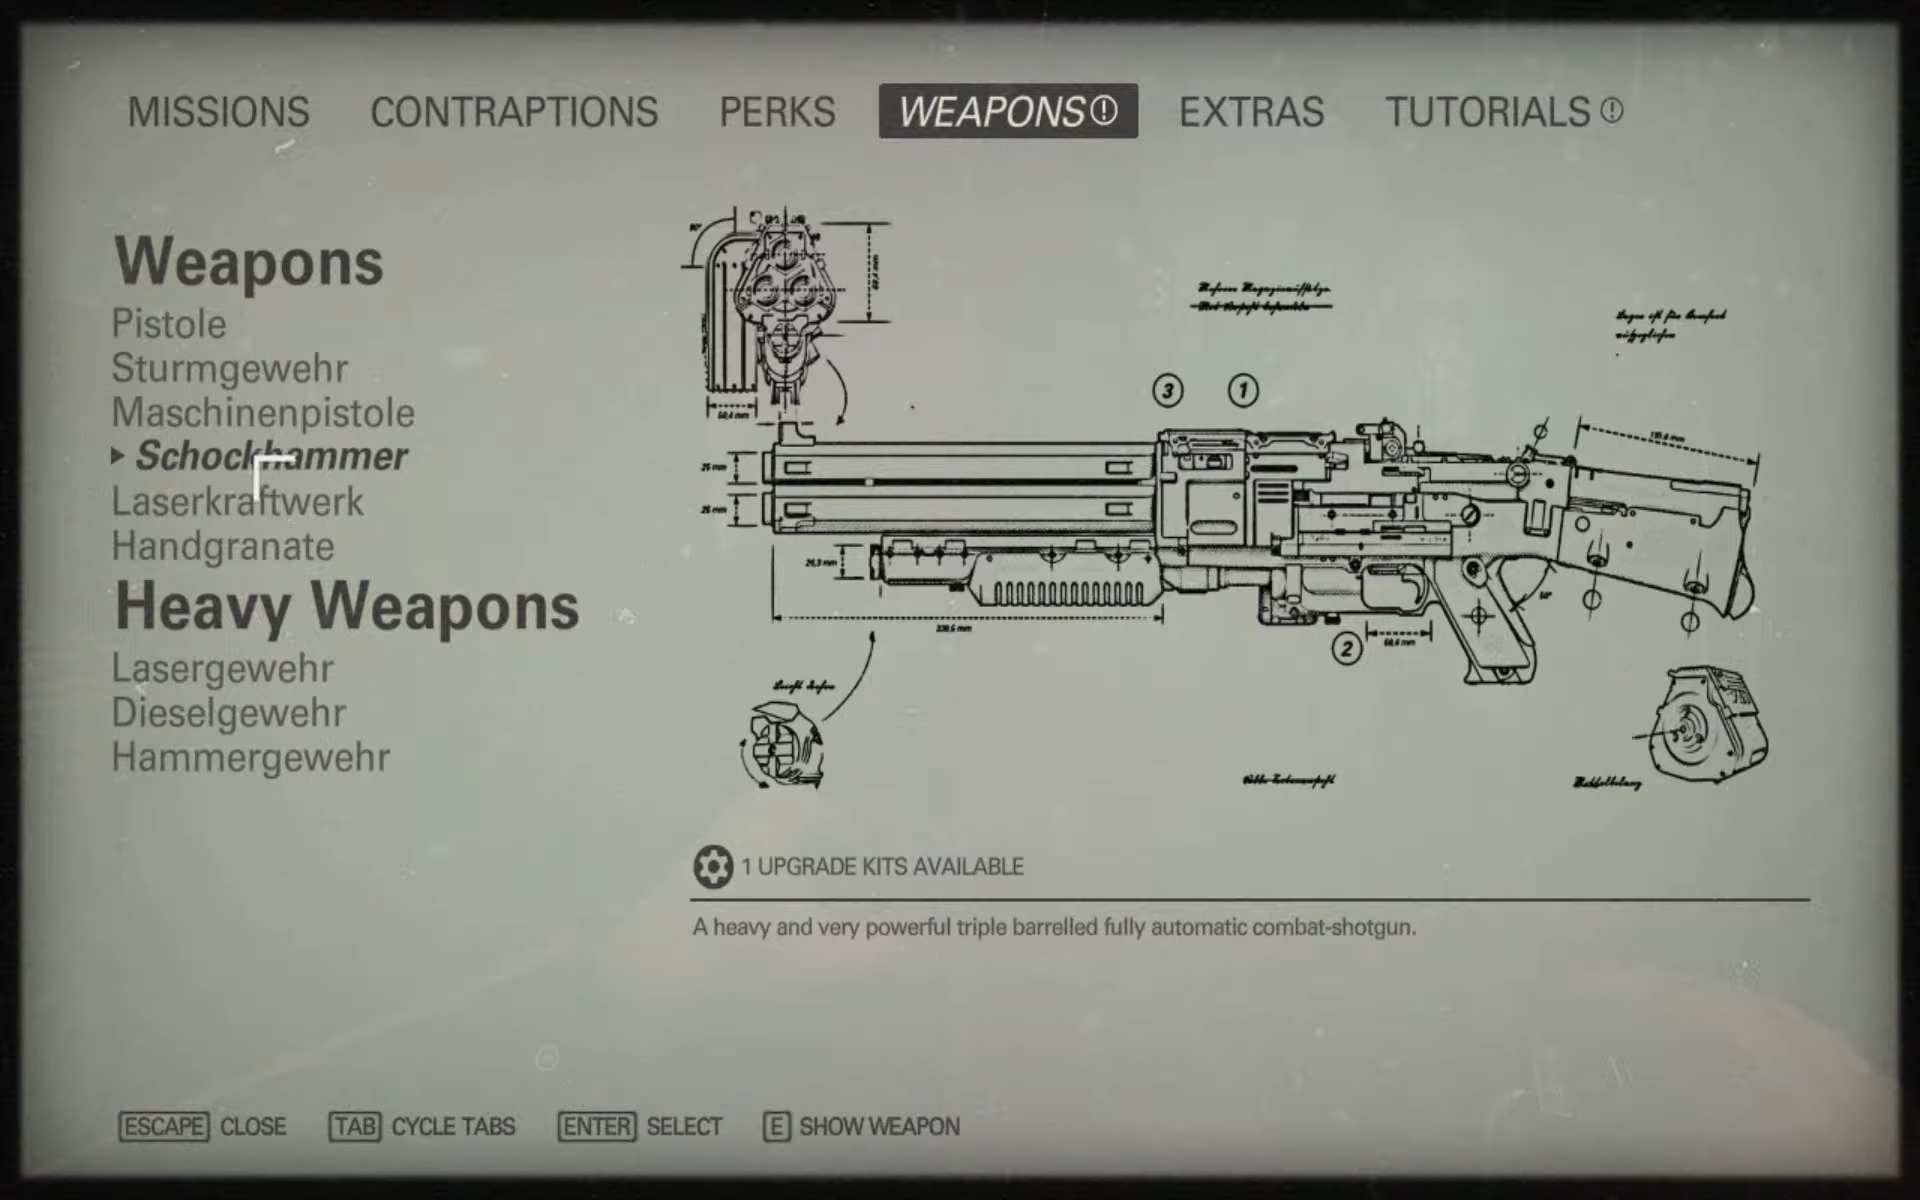 MISSIONS CONTRAPTIONS PERKS WEAPONS! EXTRAS TUTORIALS !
Weapons
Pistole
Sturmgewehr
Maschinenpistole
Schockhammer
Laserkraftwerk
Handgranate
Heavy Weapons
Lasergewehr
Dieselgewehr
Hammergewehr
3 1
25 mm
25 mm
2
1 UPGRADE KITS AVAILABLE
A heavy and very powerful triple barrelled fully automatic combat-shotgun.
ESCAPE CLOSE TAB CYCLE TABS ENTER SELECT E SHOW WEAPON